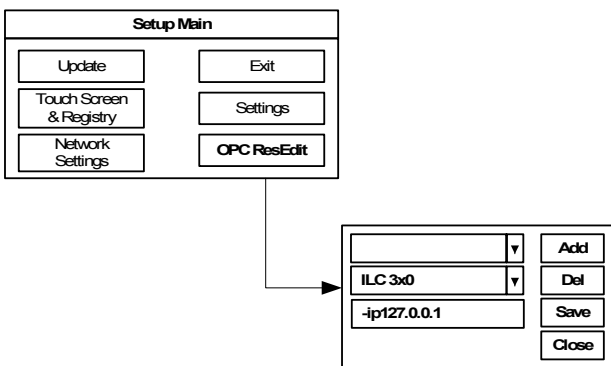 Setup Main
Update
Exit
Touch Screen
& Registry
Settings
Network
Settings
OPC ResEdit
Add
ILC 3x0
Del
-ip127.0.0.1
Save
Close